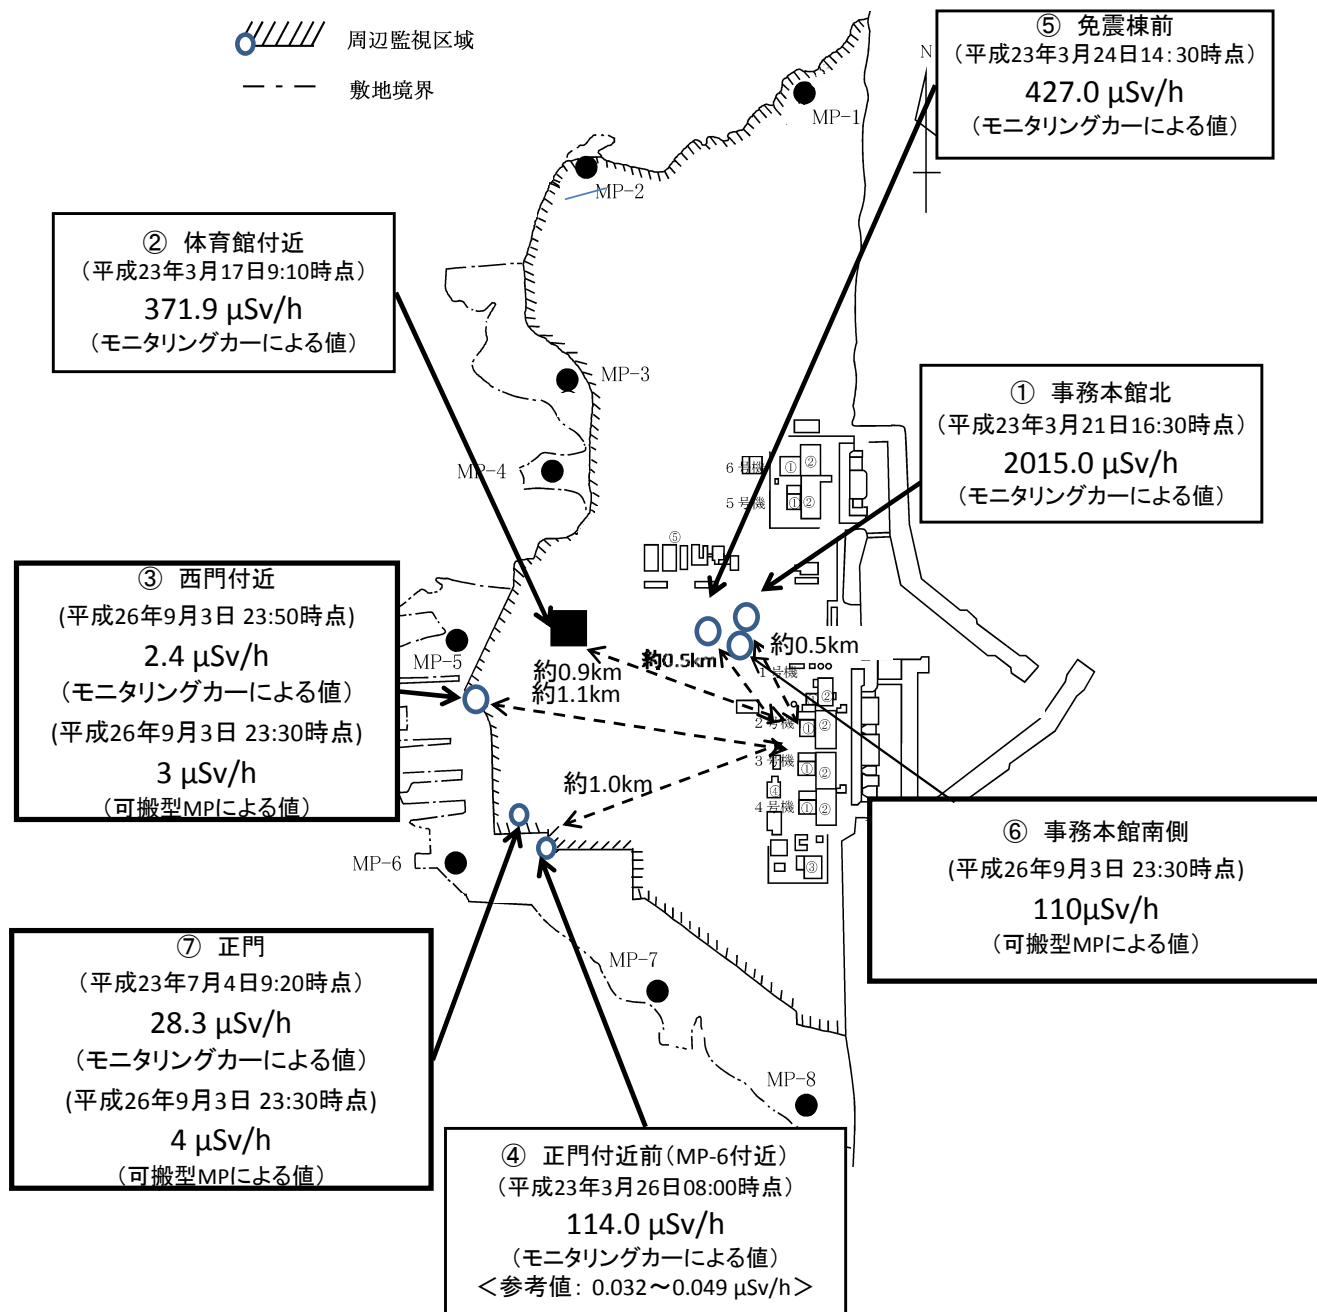 周辺監視区域
敷地境界
⑤ 免震棟前
（平成23年3月24日14:30時点）
427.0 μSv/h
（モニタリングカーによる値）
N
MP-1
MP-2
② 体育館付近
（平成23年3月17日9:10時点）
371.9 μSv/h
（モニタリングカーによる値）
MP-3
① 事務本館北
（平成23年3月21日16:30時点）
2015.0 μSv/h
（モニタリングカーによる値）
MP-4
6号機
①
②
5号機
①
②
⑤
③ 西門付近
(平成26年9月3日 23:50時点)
2.4 μSv/h
（モニタリングカーによる値）
(平成26年9月3日 23:30時点)
3 μSv/h
（可搬型MPによる値）
MP-5
約0.5km
約0.5km
約0.9km
約1.1km
1号機
②
2号機
①
②
3号機
①
②
約1.0km
④
4号機
①
②
③
MP-6
⑥ 事務本館南側
(平成26年9月3日 23:30時点)
110μSv/h
（可搬型MPによる値）
⑦ 正門
（平成23年7月4日9:20時点）
28.3 μSv/h
（モニタリングカーによる値）
(平成26年9月3日 23:30時点)
4 μSv/h
（可搬型MPによる値）
MP-7
MP-8
④ 正門付近前（MP-6付近）
（平成23年3月26日08:00時点）
114.0 μSv/h
（モニタリングカーによる値）
＜参考値: 0.032～0.049 μSv/h＞